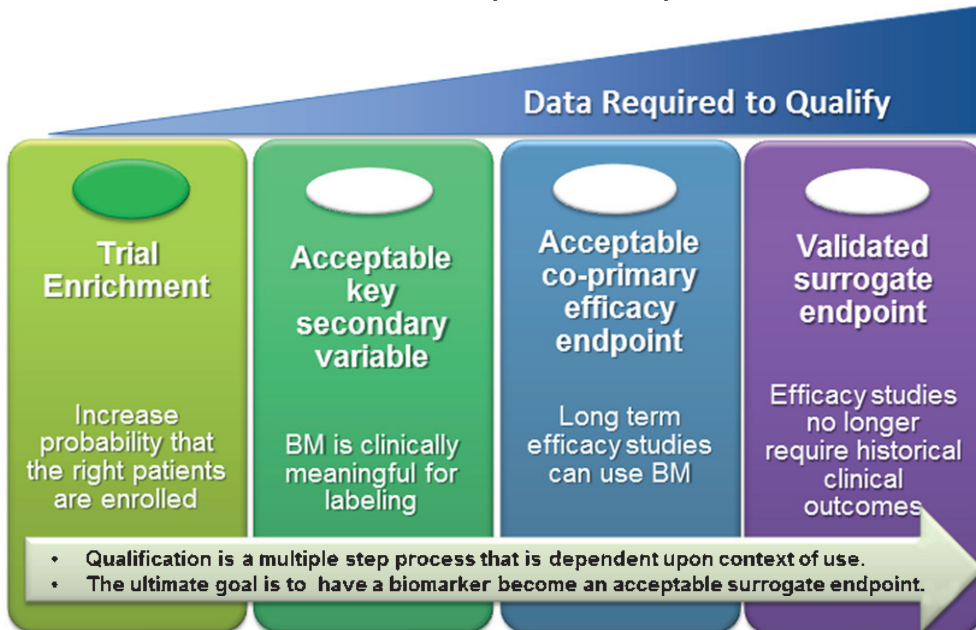 Data Required to Qualify
Trial
Enrichment
Increase
probability that
the right patients
are enrolled
Acceptable
key
secondary
variable
BM is clinically
meaningful for
labeling
Acceptable
co-primary
efficacy
endpoint
Long term
efficacy studies
can use BM
Validated
surrogate
endpoint
Efficacy studies
no longer
require historical
clinical
outcomes
• Qualification is a multiple step process that is dependent upon context of use.
• The ultimate goal is to have a biomarker become an acceptable surrogate endpoint.